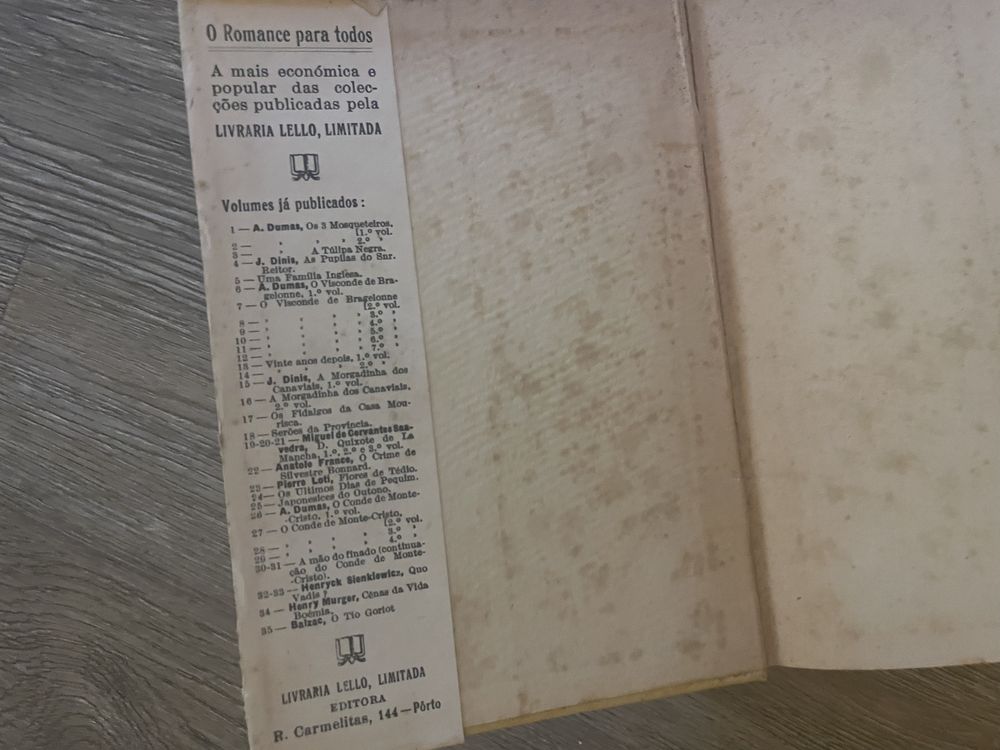 O Romance para todos
A mais económica e
popular das colec-
ções publicadas pela
LIVRARIA LELLO, LIMITADA
Volumes já publicados :
1 — A. Dumas, Os 3 Mosqueteiros,
[1.º vol.
2 — » » » 2.º »
3 — » A Túlipa Negra.
4 — J. Dinis, As Pupilas do Snr.
Reitor.
5 — Uma Família Inglesa.
6 — A. Dumas, O Visconde de Bra-
gelonne, 1.º vol.
7 — O Visconde de Bragelonne
[2.º vol.
8 — » » » 3.º »
9 — » » » 4.º »
10 — » » » 5.º »
11 — » » » 6.º »
12 — » » » 7.º »
13 — Vinte anos depois, 1.º vol.
14 — » » » 2.º »
15 — J. Dinis, A Morgadinha dos
Canaviais, 1.º vol.
16 — A Morgadinha dos Canaviais,
2.º vol.
17 — Os Fidalgos da Casa Mou-
risca.
18 — Serões da Província.
19-20-21 — Miguel de Cervantes Saa-
vedra, D. Quixote de La
Mancha, 1.º, 2.º e 3.º vol.
22 — Anatole France, O Crime de
Silvestre Bonnard.
23 — Pierre Loti, Flores de Tédio.
24 — Os Últimos Dias de Pequim.
25 — Japonesices do Outono.
26 — A. Dumas, O Conde de Monte-
-Cristo, 1.º vol.
27 — O Conde de Monte-Cristo,
[2.º vol.
28 — » » » 3.º »
29 — » » » 4.º »
30-31 — A mão do finado (continua-
ção do Conde de Monte-
-Cristo).
32-33 — Henryck Sienkiewicz, Quo
Vadis ?
34 — Henry Murger, Cenas da Vida
Boémia.
35 — Balzac, O Tio Goriot
LIVRARIA LELLO, LIMITADA
EDITORA
R. Carmelitas, 144 — Pôrto